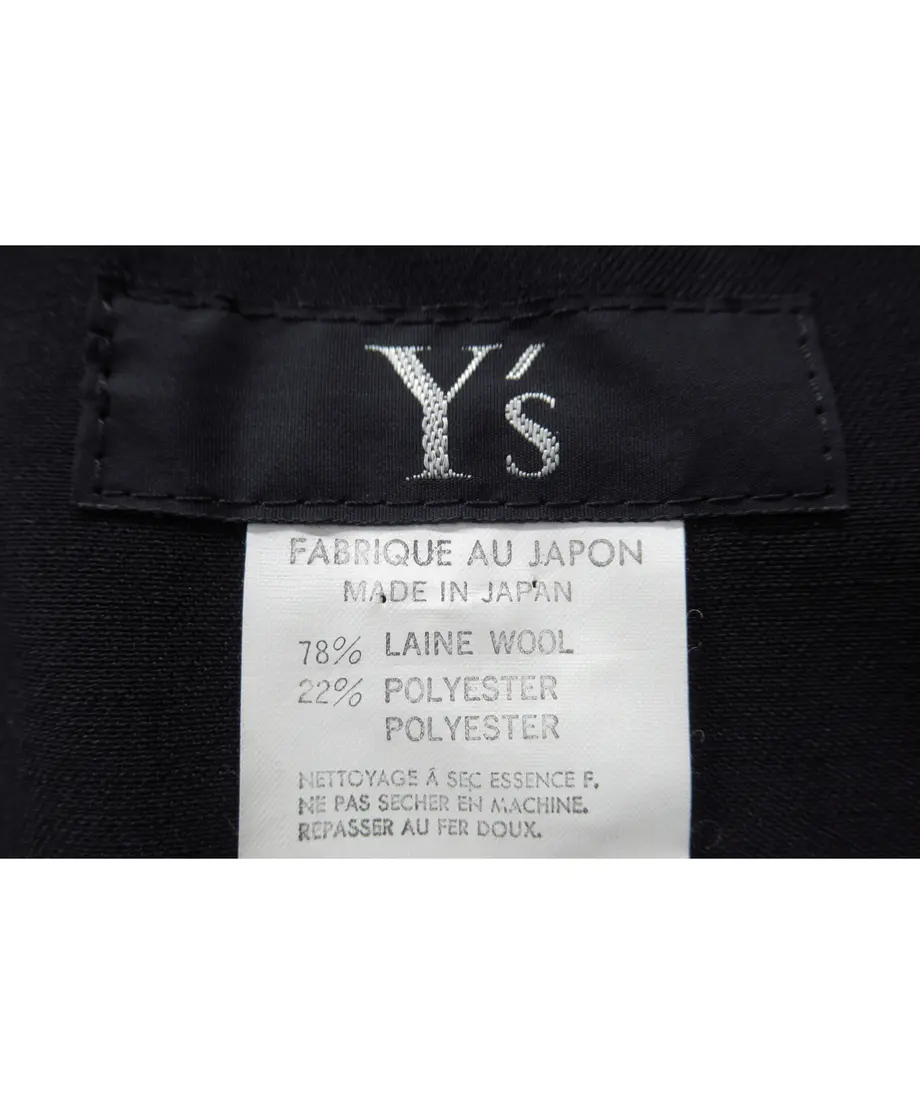 Y's
FABRIQUE AU JAPON
MADE IN JAPAN
78% LAINE WOOL
22% POLYESTER
POLYESTER
NETTOYAGE Â SEC ESSENCE F.
NE PAS SECHER EN MACHINE.
REPASSER AU FER DOUX.